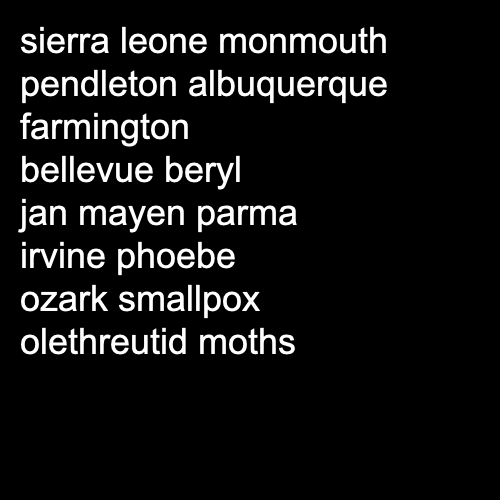 sierra leone monmouth
pendleton albuquerque
farmington
bellevue beryl
jan mayen parma
irvine phoebe
ozark smallpox
olethreutid moths